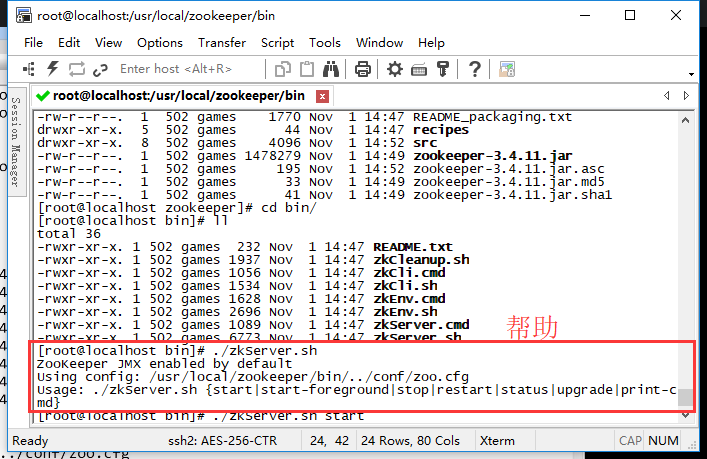 root@localhost:/usr/local/zookeeper/bin
File Edit View Options Transfer Script Tools Window Help
Enter host <Alt+R>
root@localhost:/usr/local/zookeeper/bin
Session Manager
-rw-r--r--. 1 502 games 1770 Nov 1 14:47 README_packaging.txt
drwxr-xr-x. 5 502 games 44 Nov 1 14:47 recipes
drwxr-xr-x. 8 502 games 4096 Nov 1 14:52 src
-rw-r--r--. 1 502 games 1478279 Nov 1 14:49 zookeeper-3.4.11.jar
-rw-r--r--. 1 502 games 195 Nov 1 14:52 zookeeper-3.4.11.jar.asc
-rw-r--r--. 1 502 games 33 Nov 1 14:49 zookeeper-3.4.11.jar.md5
-rw-r--r--. 1 502 games 41 Nov 1 14:49 zookeeper-3.4.11.jar.sha1
[root@localhost zookeeper]# cd bin/
[root@localhost bin]# ll
total 36
-rwxr-xr-x. 1 502 games 232 Nov 1 14:47 README.txt
-rwxr-xr-x. 1 502 games 1937 Nov 1 14:47 zkCleanup.sh
-rwxr-xr-x. 1 502 games 1056 Nov 1 14:47 zkCli.cmd
-rwxr-xr-x. 1 502 games 1534 Nov 1 14:47 zkCli.sh
-rwxr-xr-x. 1 502 games 1628 Nov 1 14:47 zkEnv.cmd
-rwxr-xr-x. 1 502 games 2696 Nov 1 14:47 zkEnv.sh
-rwxr-xr-x. 1 502 games 1089 Nov 1 14:47 zkServer.cmd
-rwxr-xr-x. 1 502 games 6773 Nov 1 14:47 zkServer.sh
帮助
[root@localhost bin]# ./zkServer.sh
ZooKeeper JMX enabled by default
Using config: /usr/local/zookeeper/bin/../conf/zoo.cfg
Usage: ./zkServer.sh {start|start-foreground|stop|restart|status|upgrade|print-c
md}
[root@localhost bin]# ./zkServer.sh start
Ready ssh2: AES-256-CTR 24, 42 24 Rows, 80 Cols Xterm CAP NUM
../conf/zoo.cfg